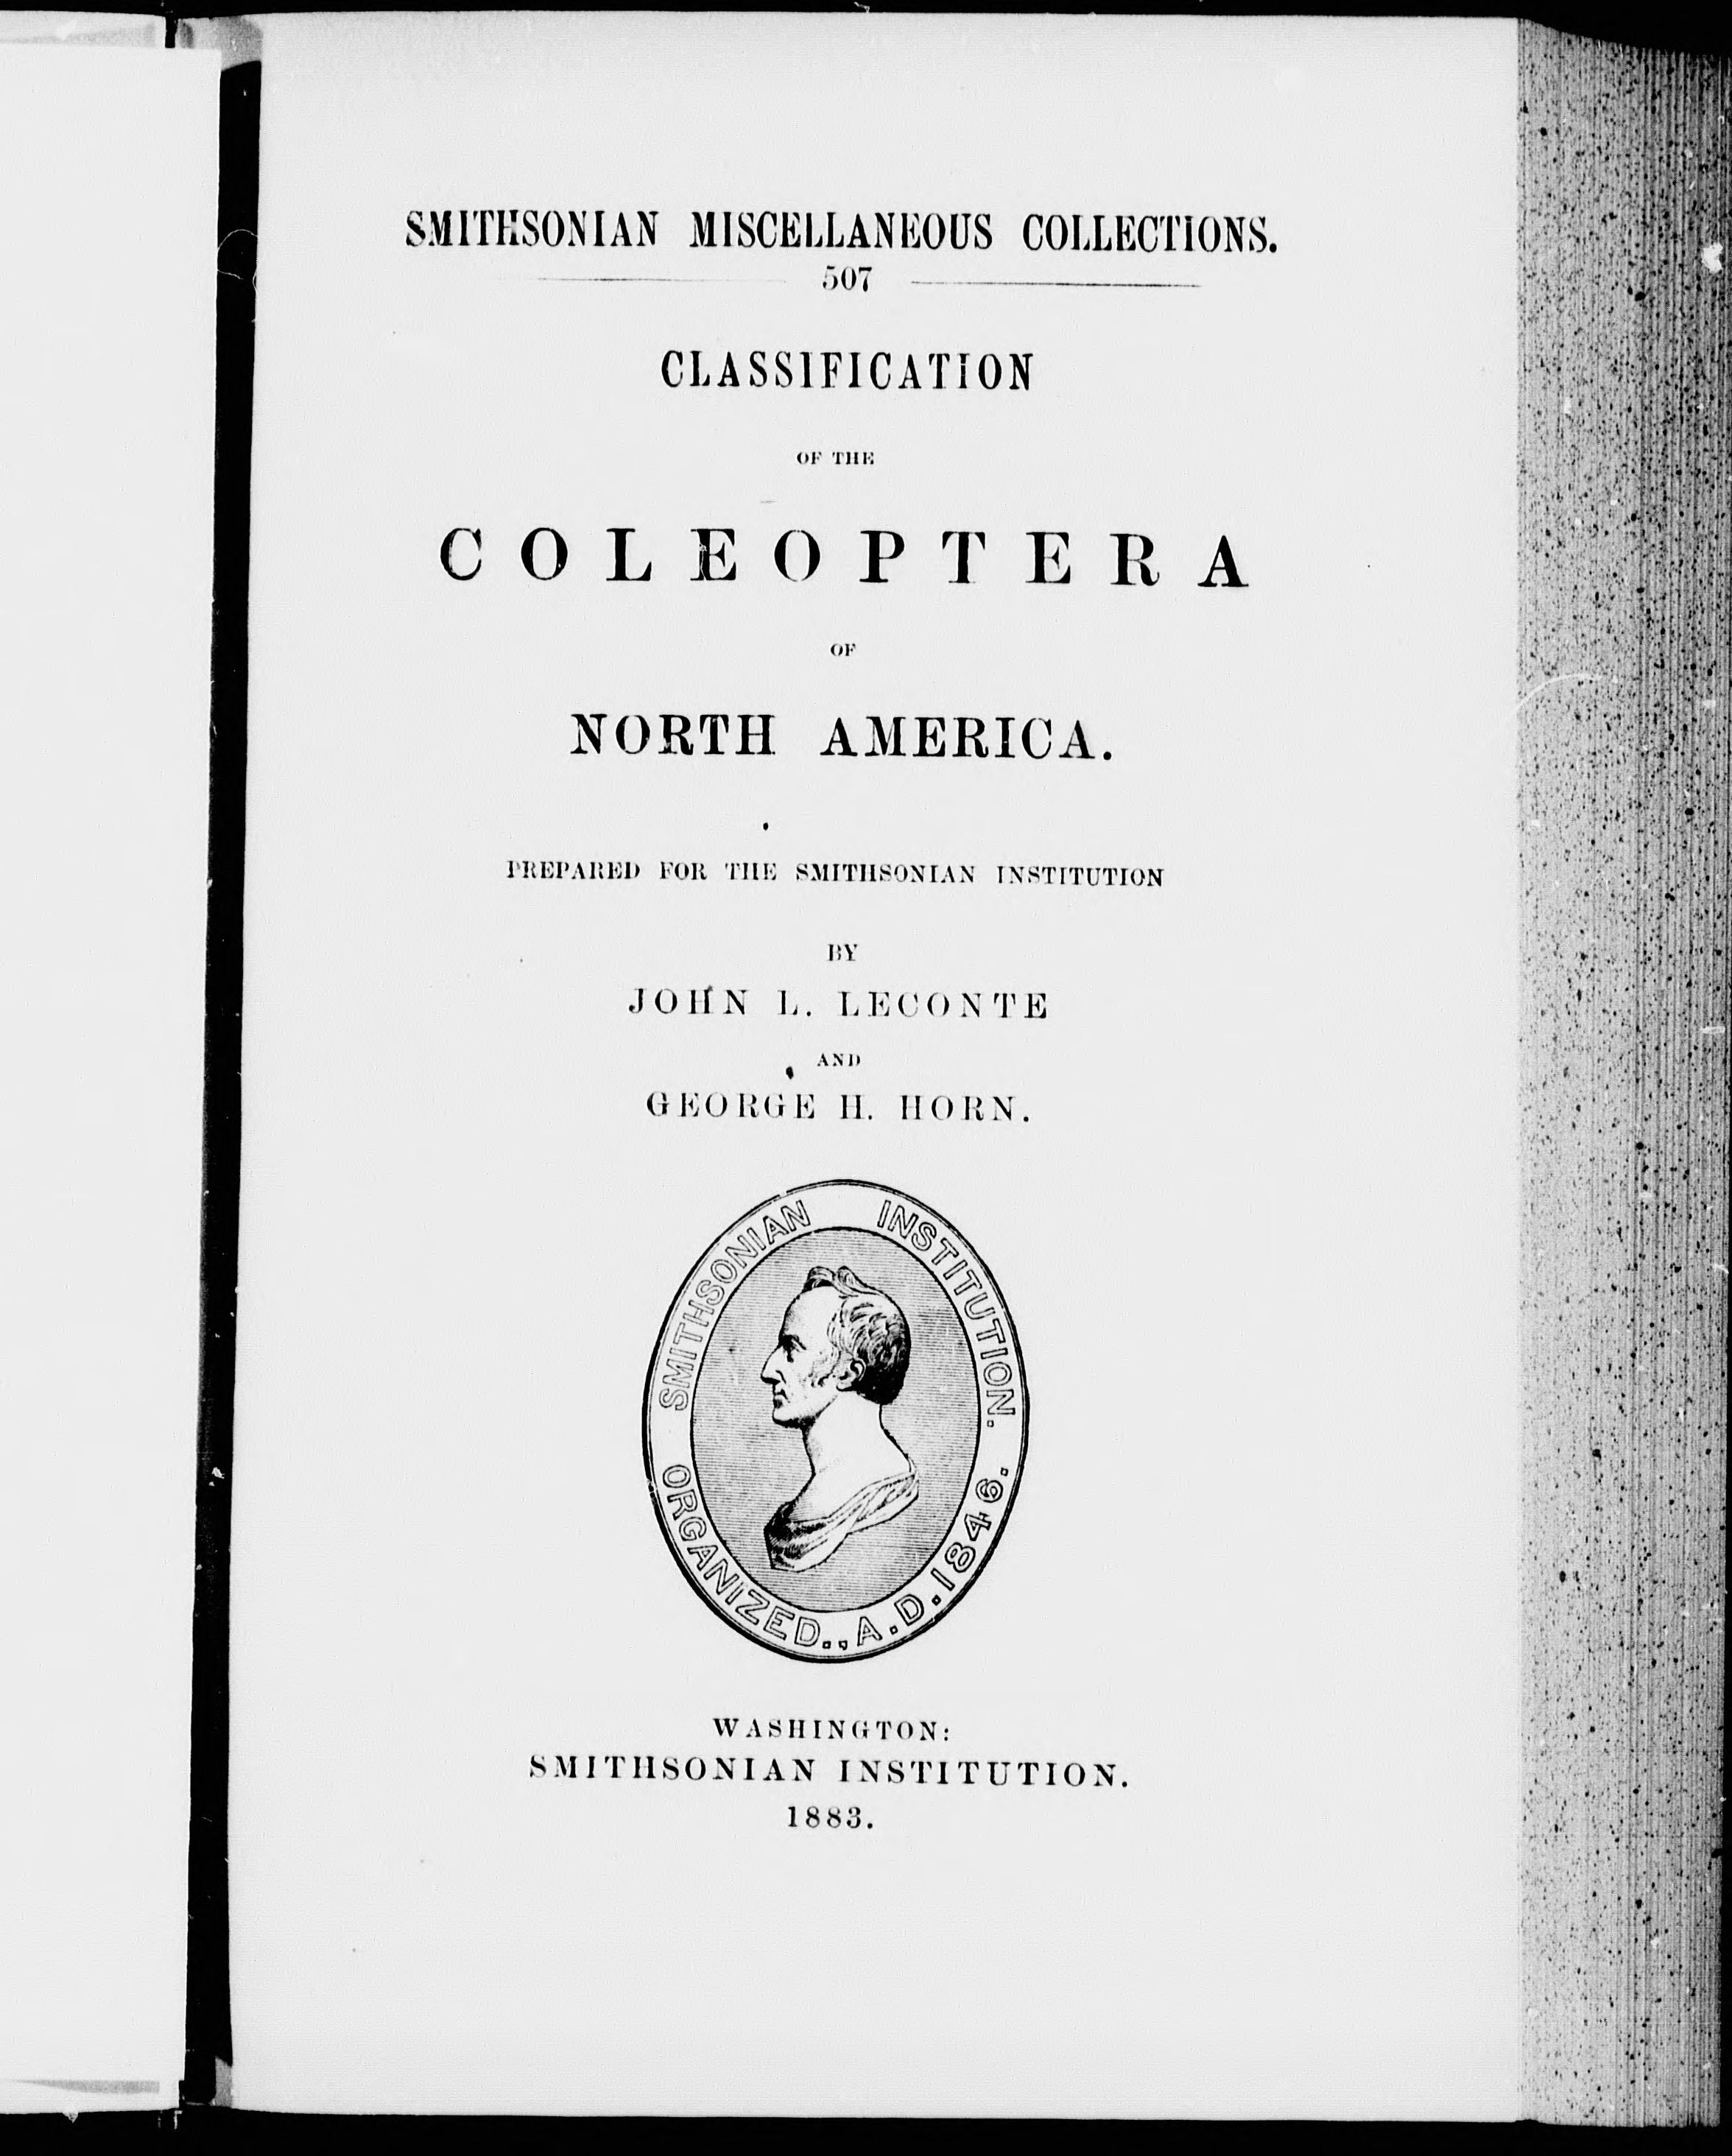 SMITHSONIAN MISCELLANEOUS COLLECTIONS.
507
CLASSIFICATION
OF THE
COLEOPTERA
OF
NORTH AMERICA.
PREPARED FOR THE SMITHSONIAN INSTITUTION
BY
JOHN L. LECONTE
AND
GEORGE H. HORN.
SMITHSONIAN INSTITUTION.
ORGANIZED., A.D. 1846.
WASHINGTON:
SMITHSONIAN INSTITUTION.
1883.